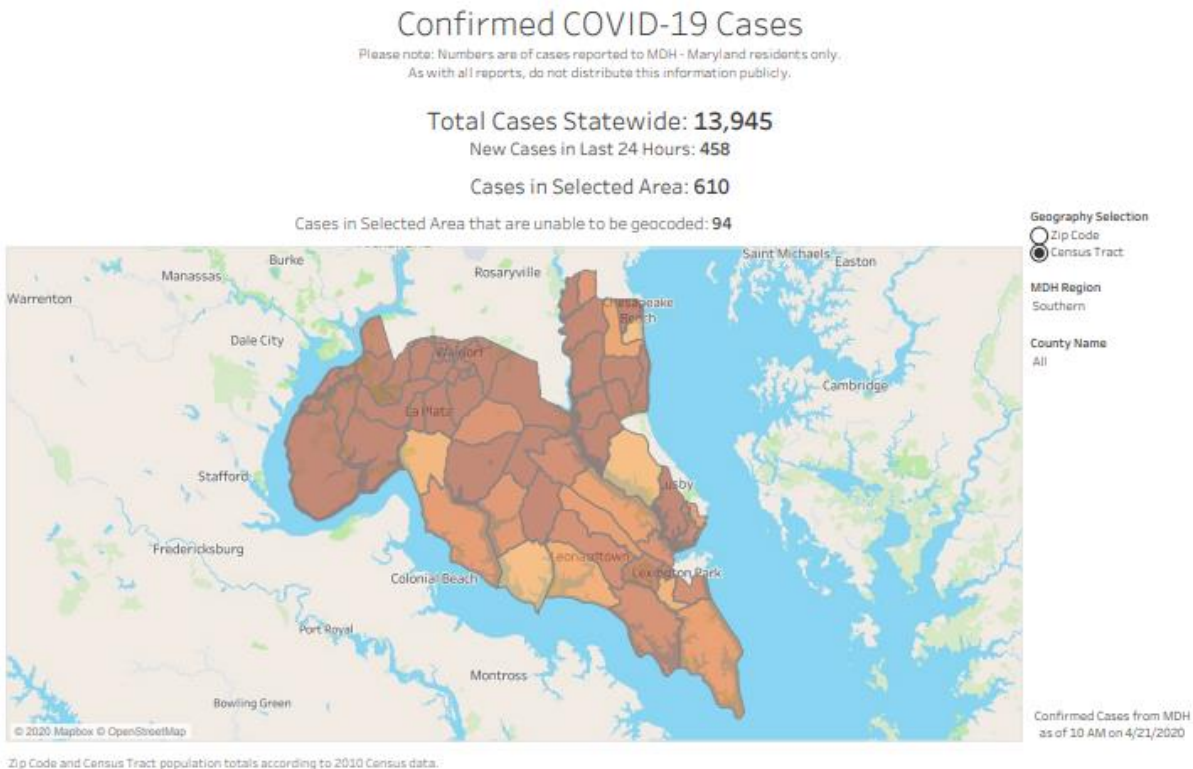 Confirmed COVID-19 Cases
Please note: Numbers are of cases reported to MDH - Maryland residents only.
As with all reports, do not distribute this information publicly.
Total Cases Statewide: 13,945
New Cases in Last 24 Hours: 458
Cases in Selected Area: 610
Cases in Selected Area that are unable to be geocoded: 94
Geography Selection
Zip Code
Census Tract
MDH Region
Southern
County Name
All
Burke
Manassas
Rosaryville
Saint Michaels
Easton
Warrenton
Chesapeake
Beach
Dale City
Waldorf
Cambridge
La Plata
Stafford
Lusby
Fredericksburg
Leonardtown
Lexington Park
Colonial Beach
Port Royal
Montross
Bowling Green
© 2020 Mapbox © OpenStreetMap
Confirmed Cases from MDH
as of 10 AM on 4/21/2020
Zip Code and Census Tract population totals according to 2010 Census data.